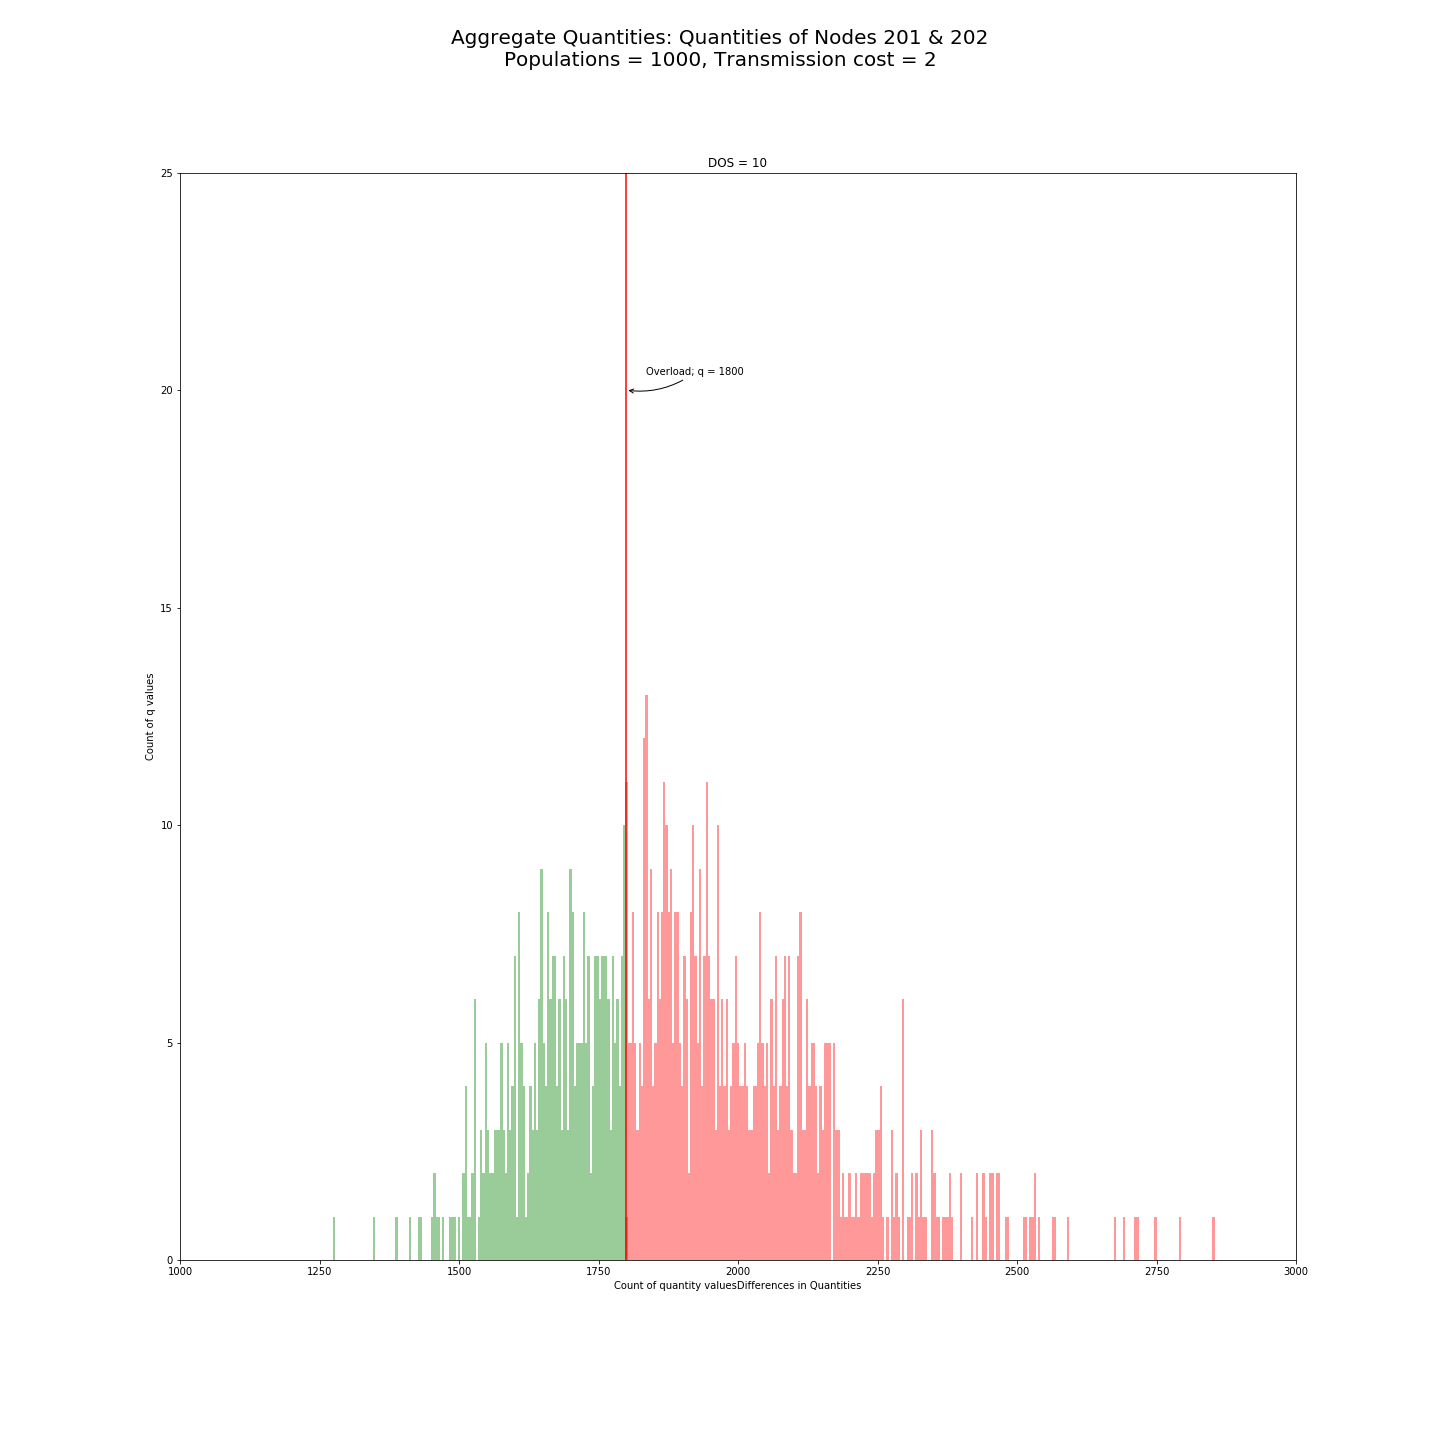 Aggregate Quantities: Quantities of Nodes 201 & 202
Populations = 1000, Transmission cost = 2
DOS = 10
25
20
15
10
5
0
Count of q values
Overload; q = 1800
1000 1250 1500 1750 2000 2250 2500 2750 3000
Count of quantity valuesDifferences in Quantities